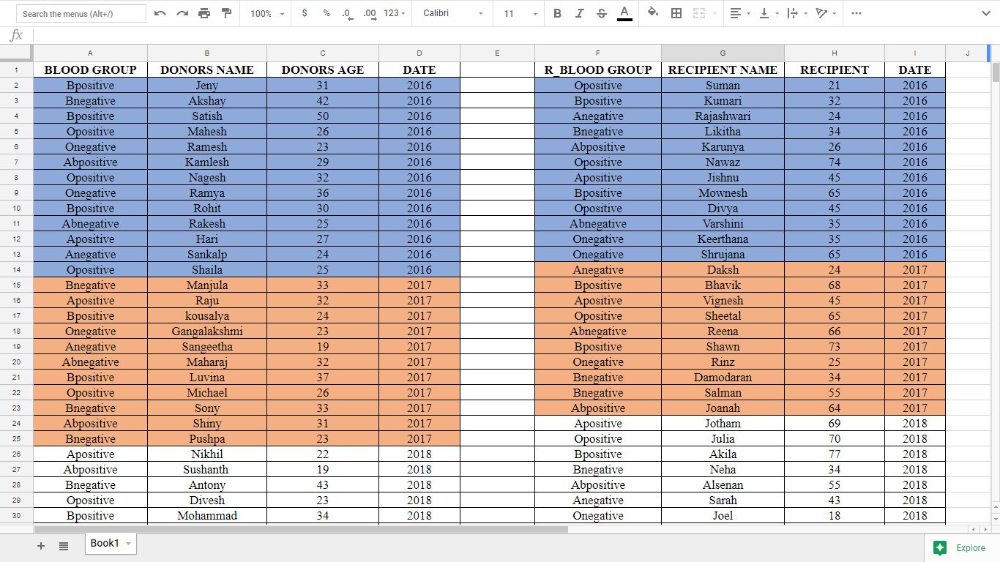 Search the menus (Alt+/) 100% $ % .0 .00 123 Calibri 11 B I S A
fx
A B C D E F G H I J
1 BLOOD GROUP DONORS NAME DONORS AGE DATE R_BLOOD GROUP RECIPIENT NAME RECIPIENT DATE
2 Bpositive Jeny 31 2016 Opositive Suman 21 2016
3 Bnegative Akshay 42 2016 Bpositive Kumari 32 2016
4 Bpositive Satish 50 2016 Anegative Rajashwari 24 2016
5 Opositive Mahesh 26 2016 Bnegative Likitha 34 2016
6 Onegative Ramesh 23 2016 Abpositive Karunya 26 2016
7 Abpositive Kamlesh 29 2016 Opositive Nawaz 74 2016
8 Opositive Nagesh 32 2016 Apositive Jishnu 45 2016
9 Onegative Ramya 36 2016 Bpositive Mownesh 65 2016
10 Bpositive Rohit 30 2016 Opositive Divya 45 2016
11 Abnegative Rakesh 25 2016 Abnegative Varshini 35 2016
12 Apositive Hari 27 2016 Onegative Keerthana 35 2016
13 Anegative Sankalp 24 2016 Onegative Shrujana 65 2016
14 Opositive Shaila 25 2016 Anegative Daksh 24 2017
15 Bnegative Manjula 33 2017 Bpositive Bhavik 68 2017
16 Apositive Raju 32 2017 Apositive Vignesh 45 2017
17 Bpositive kousalya 24 2017 Opositive Sheetal 65 2017
18 Onegative Gangalakshmi 23 2017 Abnegative Reena 66 2017
19 Anegative Sangeetha 19 2017 Bpositive Shawn 73 2017
20 Abnegative Maharaj 32 2017 Onegative Rinz 25 2017
21 Bpositive Luvina 37 2017 Bnegative Damodaran 34 2017
22 Opositive Michael 26 2017 Bnegative Salman 55 2017
23 Bnegative Sony 33 2017 Abpositive Joanah 64 2017
24 Abpositive Shiny 31 2017 Apositive Jotham 69 2018
25 Bnegative Pushpa 23 2017 Opositive Julia 70 2018
26 Apositive Nikhil 22 2018 Bpositive Akila 77 2018
27 Abpositive Sushanth 19 2018 Bnegative Neha 34 2018
28 Bnegative Antony 43 2018 Abpositive Alsenan 55 2018
29 Opositive Divesh 23 2018 Anegative Sarah 43 2018
30 Bpositive Mohammad 34 2018 Onegative Joel 18 2018
Book1 Explore